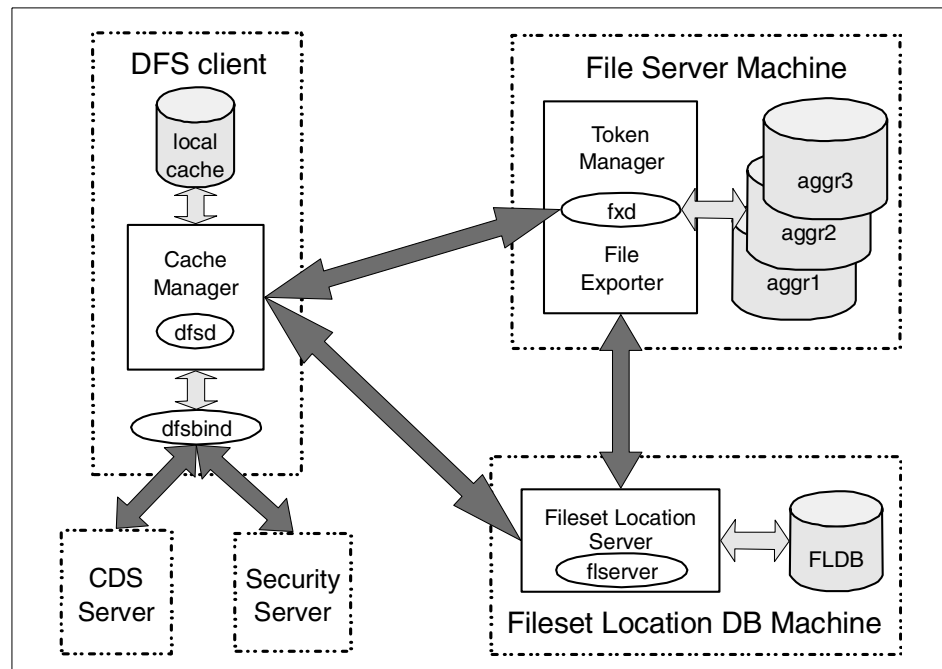 DFS client
local
cache
Cache
Manager
dfsd
dfsbind
CDS
Server
Security
Server
File Server Machine
Token
Manager
fxd
File
Exporter
aggr3
aggr2
aggr1
Fileset Location
Server
flserver
FLDB
Fileset Location DB Machine